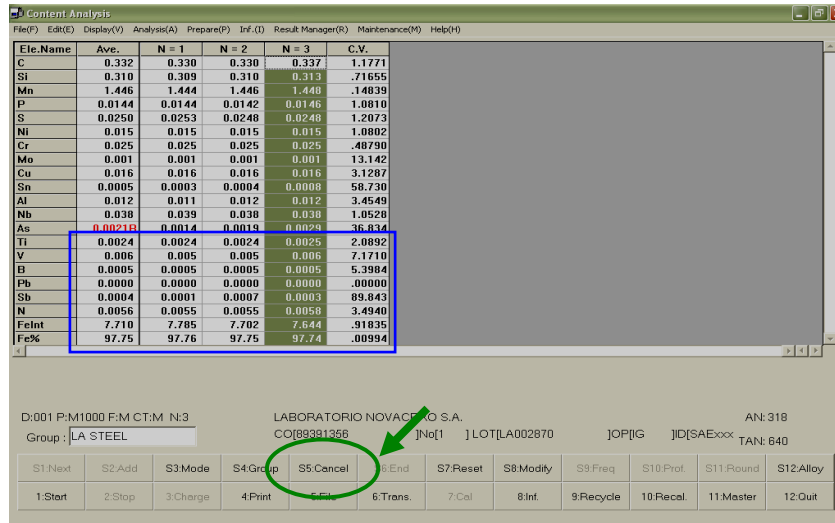 Content Analysis
File(F) Edit(E) Display(V) Analysis(A) Prepare(P) Inf.(I) Result Manager(R) Maintenance(M) Help(H)
Ele.Name Ave. N = 1 N = 2 N = 3 C.V.
C 0.332 0.330 0.330 0.337 1.1771
Si 0.310 0.309 0.310 0.313 .71655
Mn 1.446 1.444 1.446 1.448 .14839
P 0.0144 0.0144 0.0142 0.0146 1.0810
S 0.0250 0.0253 0.0248 0.0248 1.2073
Ni 0.015 0.015 0.015 0.015 1.0802
Cr 0.025 0.025 0.025 0.025 .48790
Mo 0.001 0.001 0.001 0.001 13.142
Cu 0.016 0.016 0.016 0.016 3.1287
Sn 0.0005 0.0003 0.0004 0.0008 58.730
Al 0.012 0.011 0.012 0.012 3.4549
Nb 0.038 0.039 0.038 0.038 1.0528
As 0.0021R 0.0014 0.0019 0.0029 36.834
Ti 0.0024 0.0024 0.0024 0.0025 2.0892
V 0.006 0.005 0.005 0.006 7.1710
B 0.0005 0.0005 0.0005 0.0005 5.3984
Pb 0.0000 0.0000 0.0000 0.0000 .00000
Sb 0.0004 0.0001 0.0007 0.0003 89.843
N 0.0056 0.0055 0.0055 0.0058 3.4940
FeInt 7.710 7.785 7.702 7.644 .91835
Fe% 97.75 97.76 97.75 97.74 .00994
D:001 P:M1000 F:M CT:M N:3 LABORATORIO NOVACERO S.A. AN: 318
Group : LA STEEL CO[89391356 ]No[1 ] LOT[LA002870 ]OP[IG ]ID[SAExxx TAN: 640
S1:Next S2:Add S3:Mode S4:Group S5:Cancel S6:End S7:Reset S8:Modify S9:Freq S10:Prof. S11:Round S12:Alloy
1:Start 2:Stop 3:Charge 4:Print 5:File 6:Trans. 7:Cal 8:Inf. 9:Recycle 10:Recal. 11:Master 12:Quit